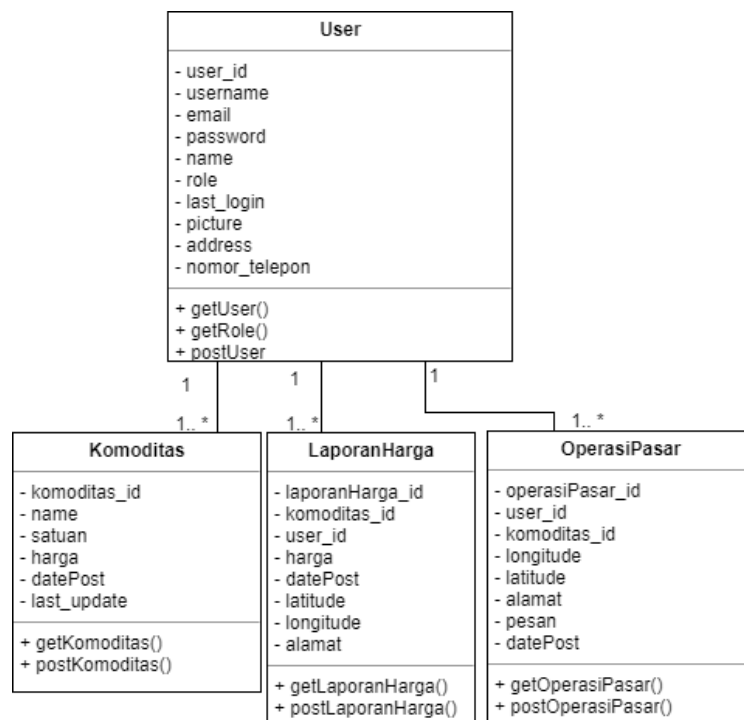 User
- user_id
- username
- email
- password
- name
- role
- last_login
- picture
- address
- nomor_telepon
+ getUser()
+ getRole()
+ postUser
1
1
1
1.. *
1.. *
1.. *
Komoditas
- komoditas_id
- name
- satuan
- harga
- datePost
- last_update
+ getKomoditas()
+ postKomoditas()
LaporanHarga
- laporanHarga_id
- komoditas_id
- user_id
- harga
- datePost
- latitude
- longitude
- alamat
+ getLaporanHarga()
+ postLaporanHarga()
OperasiPasar
- operasiPasar_id
- user_id
- komoditas_id
- longitude
- latitude
- alamat
- pesan
- datePost
+ getOperasiPasar()
+ postOperasiPasar()